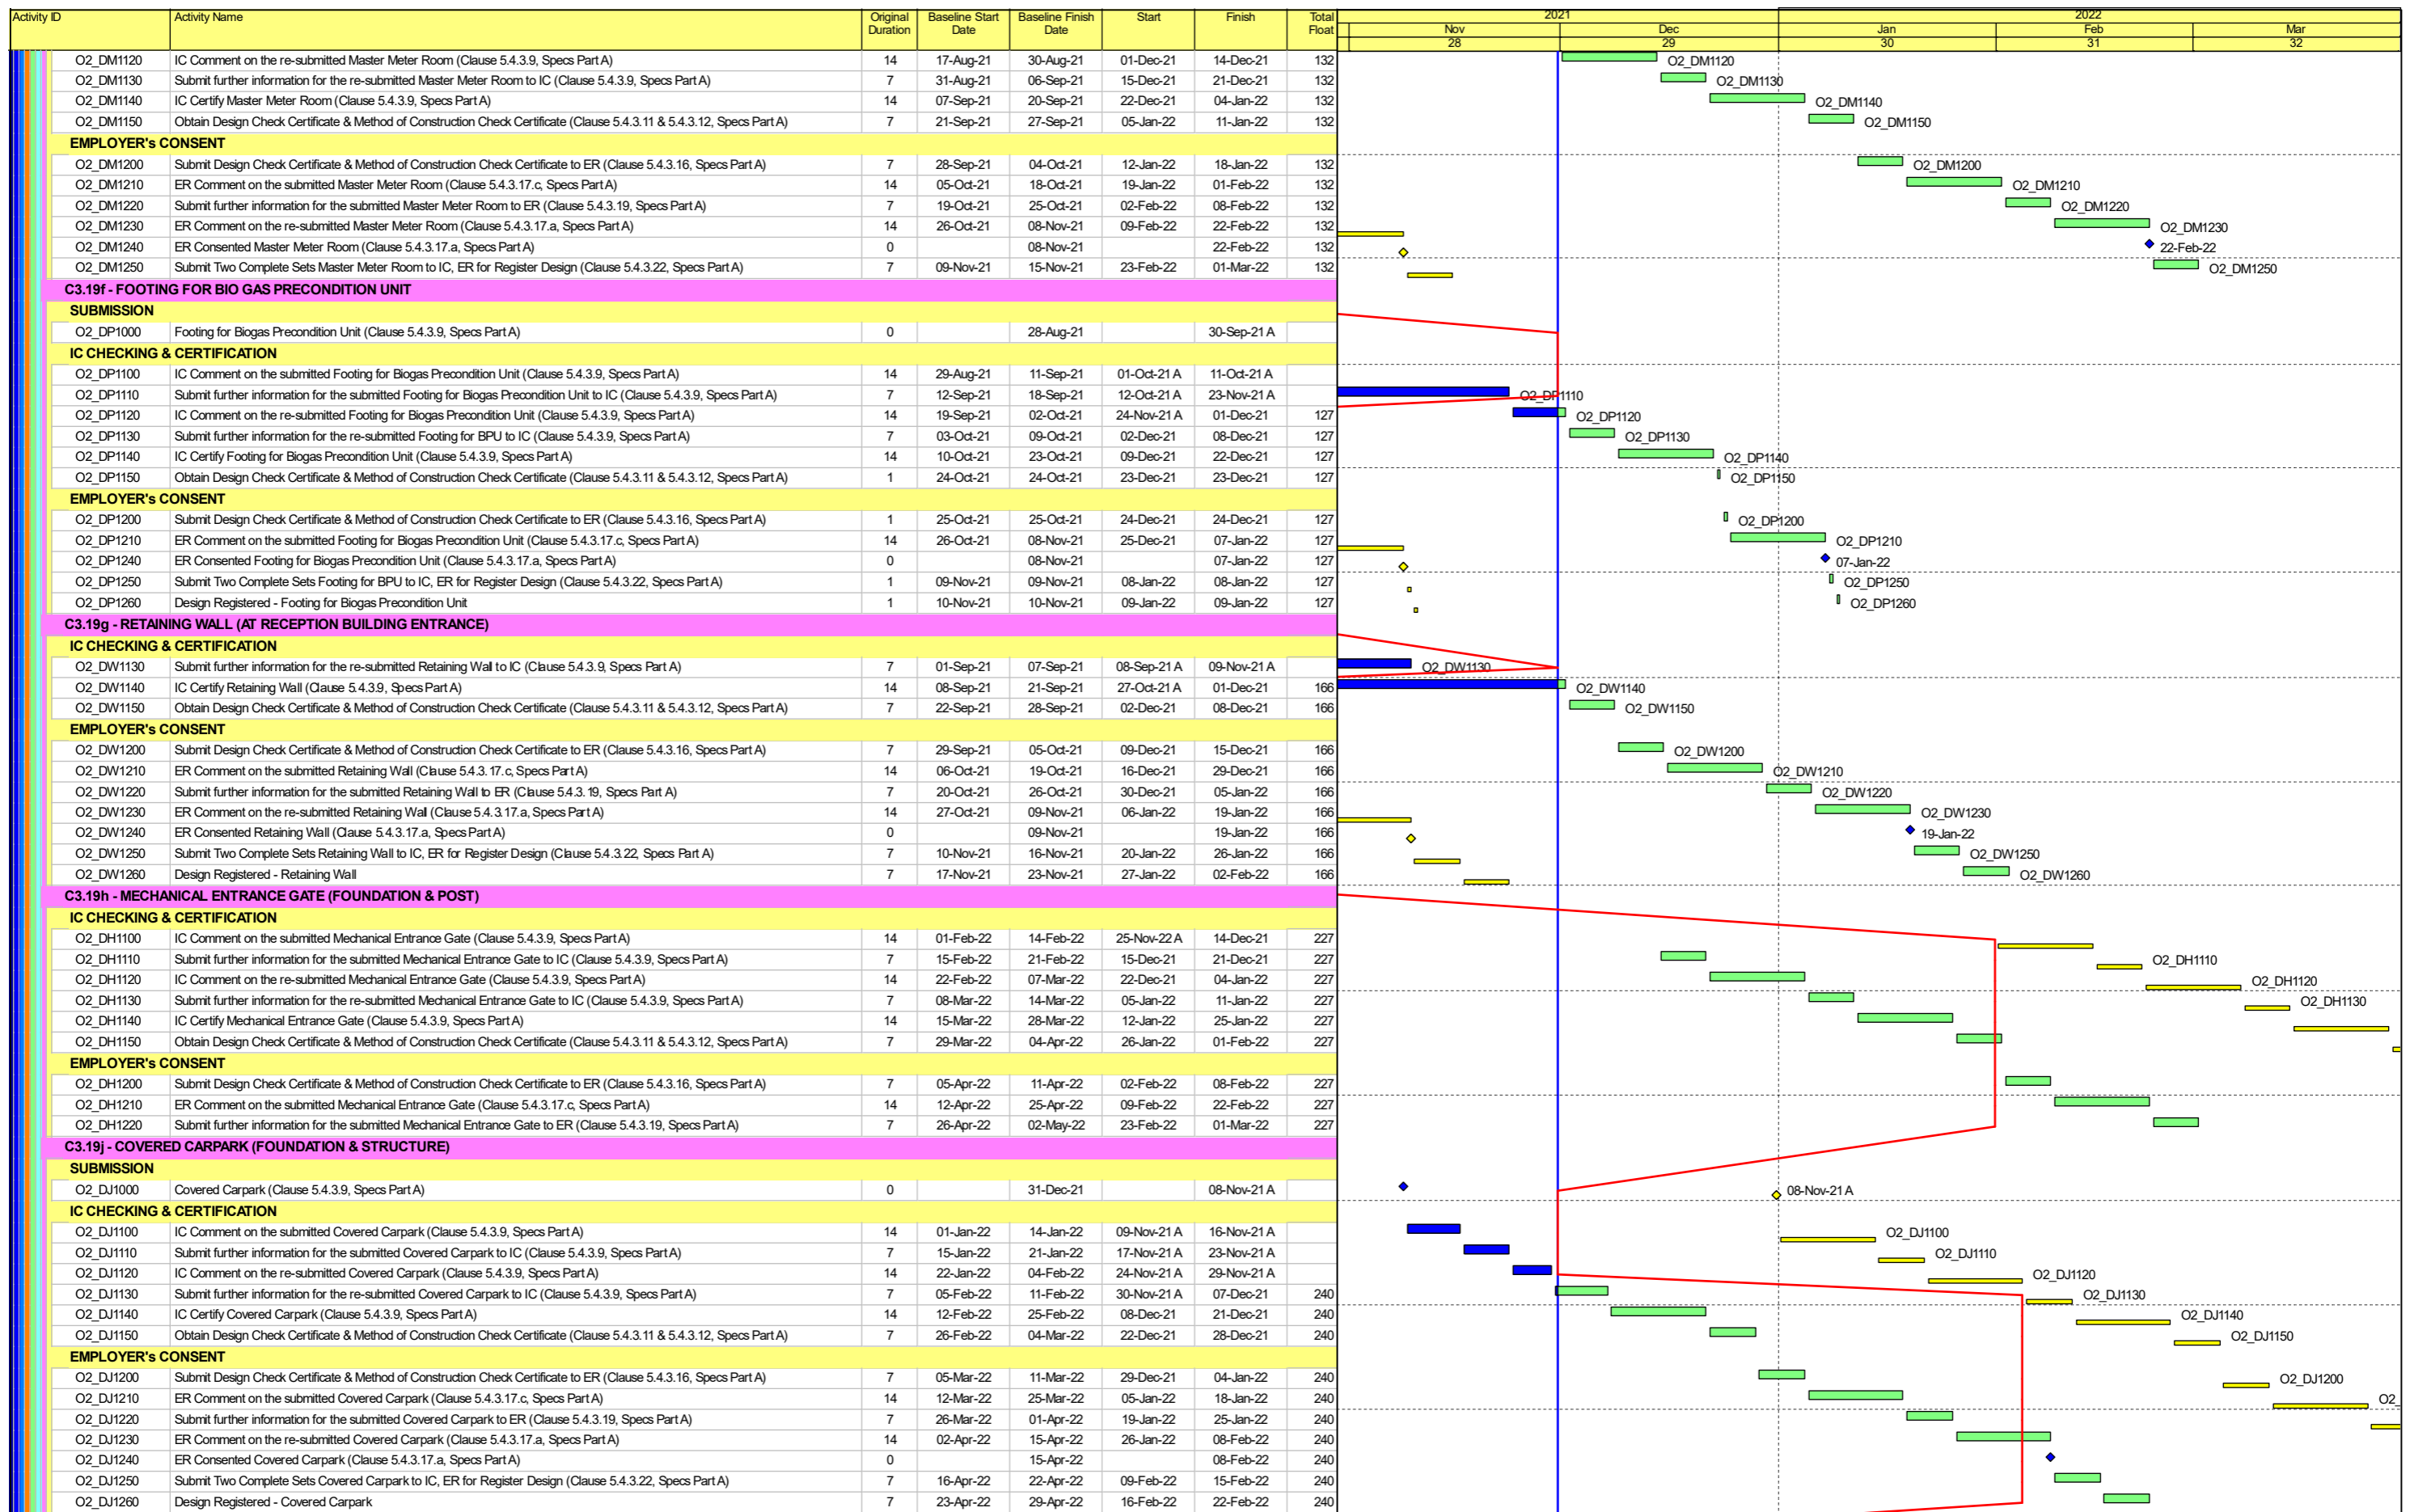 Activity ID Activity Name Original Duration Baseline Start Date Baseline Finish Date Start Finish Total Float 2021 2022
Nov Dec Jan Feb Mar
28 29 30 31 32
O2_DM1120 IC Comment on the re-submitted Master Meter Room (Clause 5.4.3.9, Specs Part A) 14 17-Aug-21 30-Aug-21 01-Dec-21 14-Dec-21 132 O2_DM1120
O2_DM1130 Submit further information for the re-submitted Master Meter Room to IC (Clause 5.4.3.9, Specs Part A) 7 31-Aug-21 06-Sep-21 15-Dec-21 21-Dec-21 132 O2_DM1130
O2_DM1140 IC Certify Master Meter Room (Clause 5.4.3.9, Specs Part A) 14 07-Sep-21 20-Sep-21 22-Dec-21 04-Jan-22 132 O2_DM1140
O2_DM1150 Obtain Design Check Certificate & Method of Construction Check Certificate (Clause 5.4.3.11 & 5.4.3.12, Specs Part A) 7 21-Sep-21 27-Sep-21 05-Jan-22 11-Jan-22 132 O2_DM1150
EMPLOYER's CONSENT
O2_DM1200 Submit Design Check Certificate & Method of Construction Check Certificate to ER (Clause 5.4.3.16, Specs Part A) 7 28-Sep-21 04-Oct-21 12-Jan-22 18-Jan-22 132 O2_DM1200
O2_DM1210 ER Comment on the submitted Master Meter Room (Clause 5.4.3.17.c, Specs Part A) 14 05-Oct-21 18-Oct-21 19-Jan-22 01-Feb-22 132 O2_DM1210
O2_DM1220 Submit further information for the submitted Master Meter Room to ER (Clause 5.4.3.19, Specs Part A) 7 19-Oct-21 25-Oct-21 02-Feb-22 08-Feb-22 132 O2_DM1220
O2_DM1230 ER Comment on the re-submitted Master Meter Room (Clause 5.4.3.17.a, Specs Part A) 14 26-Oct-21 08-Nov-21 09-Feb-22 22-Feb-22 132 O2_DM1230
O2_DM1240 ER Consented Master Meter Room (Clause 5.4.3.17.a, Specs Part A) 0 08-Nov-21 22-Feb-22 132 22-Feb-22
O2_DM1250 Submit Two Complete Sets Master Meter Room to IC, ER for Register Design (Clause 5.4.3.22, Specs Part A) 7 09-Nov-21 15-Nov-21 23-Feb-22 01-Mar-22 132 O2_DM1250
C3.19f - FOOTING FOR BIO GAS PRECONDITION UNIT
SUBMISSION
O2_DP1000 Footing for Biogas Precondition Unit (Clause 5.4.3.9, Specs Part A) 0 28-Aug-21 30-Sep-21 A
IC CHECKING & CERTIFICATION
O2_DP1100 IC Comment on the submitted Footing for Biogas Precondition Unit (Clause 5.4.3.9, Specs Part A) 14 29-Aug-21 11-Sep-21 01-Oct-21 A 11-Oct-21 A
O2_DP1110 Submit further information for the submitted Footing for Biogas Precondition Unit to IC (Clause 5.4.3.9, Specs Part A) 7 12-Sep-21 18-Sep-21 12-Oct-21 A 23-Nov-21 A O2_DP1110
O2_DP1120 IC Comment on the re-submitted Footing for Biogas Precondition Unit (Clause 5.4.3.9, Specs Part A) 14 19-Sep-21 02-Oct-21 24-Nov-21 A 01-Dec-21 127 O2_DP1120
O2_DP1130 Submit further information for the re-submitted Footing for BPU to IC (Clause 5.4.3.9, Specs Part A) 7 03-Oct-21 09-Oct-21 02-Dec-21 08-Dec-21 127 O2_DP1130
O2_DP1140 IC Certify Footing for Biogas Precondition Unit (Clause 5.4.3.9, Specs Part A) 14 10-Oct-21 23-Oct-21 09-Dec-21 22-Dec-21 127 O2_DP1140
O2_DP1150 Obtain Design Check Certificate & Method of Construction Check Certificate (Clause 5.4.3.11 & 5.4.3.12, Specs Part A) 1 24-Oct-21 24-Oct-21 23-Dec-21 23-Dec-21 127 O2_DP1150
EMPLOYER's CONSENT
O2_DP1200 Submit Design Check Certificate & Method of Construction Check Certificate to ER (Clause 5.4.3.16, Specs Part A) 1 25-Oct-21 25-Oct-21 24-Dec-21 24-Dec-21 127 O2_DP1200
O2_DP1210 ER Comment on the submitted Footing for Biogas Precondition Unit (Clause 5.4.3.17.c, Specs Part A) 14 26-Oct-21 08-Nov-21 25-Dec-21 07-Jan-22 127 O2_DP1210
O2_DP1240 ER Consented Footing for Biogas Precondition Unit (Clause 5.4.3.17.a, Specs Part A) 0 08-Nov-21 07-Jan-22 127 07-Jan-22
O2_DP1250 Submit Two Complete Sets Footing for BPU to IC, ER for Register Design (Clause 5.4.3.22, Specs Part A) 1 09-Nov-21 09-Nov-21 08-Jan-22 08-Jan-22 127 O2_DP1250
O2_DP1260 Design Registered - Footing for Biogas Precondition Unit 1 10-Nov-21 10-Nov-21 09-Jan-22 09-Jan-22 127 O2_DP1260
C3.19g - RETAINING WALL (AT RECEPTION BUILDING ENTRANCE)
IC CHECKING & CERTIFICATION
O2_DW1130 Submit further information for the re-submitted Retaining Wall to IC (Clause 5.4.3.9, Specs Part A) 7 01-Sep-21 07-Sep-21 08-Sep-21 A 09-Nov-21 A O2_DW1130
O2_DW1140 IC Certify Retaining Wall (Clause 5.4.3.9, Specs Part A) 14 08-Sep-21 21-Sep-21 27-Oct-21 A 01-Dec-21 166 O2_DW1140
O2_DW1150 Obtain Design Check Certificate & Method of Construction Check Certificate (Clause 5.4.3.11 & 5.4.3.12, Specs Part A) 7 22-Sep-21 28-Sep-21 02-Dec-21 08-Dec-21 166 O2_DW1150
EMPLOYER's CONSENT
O2_DW1200 Submit Design Check Certificate & Method of Construction Check Certificate to ER (Clause 5.4.3.16, Specs Part A) 7 29-Sep-21 05-Oct-21 09-Dec-21 15-Dec-21 166 O2_DW1200
O2_DW1210 ER Comment on the submitted Retaining Wall (Clause 5.4.3.17.c, Specs Part A) 14 06-Oct-21 19-Oct-21 16-Dec-21 29-Dec-21 166 O2_DW1210
O2_DW1220 Submit further information for the submitted Retaining Wall to ER (Clause 5.4.3.19, Specs Part A) 7 20-Oct-21 26-Oct-21 30-Dec-21 05-Jan-22 166 O2_DW1220
O2_DW1230 ER Comment on the re-submitted Retaining Wall (Clause 5.4.3.17.a, Specs Part A) 14 27-Oct-21 09-Nov-21 06-Jan-22 19-Jan-22 166 O2_DW1230
O2_DW1240 ER Consented Retaining Wall (Clause 5.4.3.17.a, Specs Part A) 0 09-Nov-21 19-Jan-22 166 19-Jan-22
O2_DW1250 Submit Two Complete Sets Retaining Wall to IC, ER for Register Design (Clause 5.4.3.22, Specs Part A) 7 10-Nov-21 16-Nov-21 20-Jan-22 26-Jan-22 166 O2_DW1250
O2_DW1260 Design Registered - Retaining Wall 7 17-Nov-21 23-Nov-21 27-Jan-22 02-Feb-22 166 O2_DW1260
C3.19h - MECHANICAL ENTRANCE GATE (FOUNDATION & POST)
IC CHECKING & CERTIFICATION
O2_DH1100 IC Comment on the submitted Mechanical Entrance Gate (Clause 5.4.3.9, Specs Part A) 14 01-Feb-22 14-Feb-22 25-Nov-22 A 14-Dec-21 227
O2_DH1110 Submit further information for the submitted Mechanical Entrance Gate to IC (Clause 5.4.3.9, Specs Part A) 7 15-Feb-22 21-Feb-22 15-Dec-21 21-Dec-21 227 O2_DH1110
O2_DH1120 IC Comment on the re-submitted Mechanical Entrance Gate (Clause 5.4.3.9, Specs Part A) 14 22-Feb-22 07-Mar-22 22-Dec-21 04-Jan-22 227 O2_DH1120
O2_DH1130 Submit further information for the re-submitted Mechanical Entrance Gate to IC (Clause 5.4.3.9, Specs Part A) 7 08-Mar-22 14-Mar-22 05-Jan-22 11-Jan-22 227 O2_DH1130
O2_DH1140 IC Certify Mechanical Entrance Gate (Clause 5.4.3.9, Specs Part A) 14 15-Mar-22 28-Mar-22 12-Jan-22 25-Jan-22 227
O2_DH1150 Obtain Design Check Certificate & Method of Construction Check Certificate (Clause 5.4.3.11 & 5.4.3.12, Specs Part A) 7 29-Mar-22 04-Apr-22 26-Jan-22 01-Feb-22 227
EMPLOYER's CONSENT
O2_DH1200 Submit Design Check Certificate & Method of Construction Check Certificate to ER (Clause 5.4.3.16, Specs Part A) 7 05-Apr-22 11-Apr-22 02-Feb-22 08-Feb-22 227
O2_DH1210 ER Comment on the submitted Mechanical Entrance Gate (Clause 5.4.3.17.c, Specs Part A) 14 12-Apr-22 25-Apr-22 09-Feb-22 22-Feb-22 227
O2_DH1220 Submit further information for the submitted Mechanical Entrance Gate to ER (Clause 5.4.3.19, Specs Part A) 7 26-Apr-22 02-May-22 23-Feb-22 01-Mar-22 227
C3.19j - COVERED CARPARK (FOUNDATION & STRUCTURE)
SUBMISSION
O2_DJ1000 Covered Carpark (Clause 5.4.3.9, Specs Part A) 0 31-Dec-21 08-Nov-21 A 08-Nov-21 A
IC CHECKING & CERTIFICATION
O2_DJ1100 IC Comment on the submitted Covered Carpark (Clause 5.4.3.9, Specs Part A) 14 01-Jan-22 14-Jan-22 09-Nov-21 A 16-Nov-21 A O2_DJ1100
O2_DJ1110 Submit further information for the submitted Covered Carpark to IC (Clause 5.4.3.9, Specs Part A) 7 15-Jan-22 21-Jan-22 17-Nov-21 A 23-Nov-21 A O2_DJ1110
O2_DJ1120 IC Comment on the re-submitted Covered Carpark (Clause 5.4.3.9, Specs Part A) 14 22-Jan-22 04-Feb-22 24-Nov-21 A 29-Nov-21 A O2_DJ1120
O2_DJ1130 Submit further information for the re-submitted Covered Carpark to IC (Clause 5.4.3.9, Specs Part A) 7 05-Feb-22 11-Feb-22 30-Nov-21 A 07-Dec-21 240 O2_DJ1130
O2_DJ1140 IC Certify Covered Carpark (Clause 5.4.3.9, Specs Part A) 14 12-Feb-22 25-Feb-22 08-Dec-21 21-Dec-21 240 O2_DJ1140
O2_DJ1150 Obtain Design Check Certificate & Method of Construction Check Certificate (Clause 5.4.3.11 & 5.4.3.12, Specs Part A) 7 26-Feb-22 04-Mar-22 22-Dec-21 28-Dec-21 240 O2_DJ1150
EMPLOYER's CONSENT
O2_DJ1200 Submit Design Check Certificate & Method of Construction Check Certificate to ER (Clause 5.4.3.16, Specs Part A) 7 05-Mar-22 11-Mar-22 29-Dec-21 04-Jan-22 240 O2_DJ1200
O2_DJ1210 ER Comment on the submitted Covered Carpark (Clause 5.4.3.17.c, Specs Part A) 14 12-Mar-22 25-Mar-22 05-Jan-22 18-Jan-22 240 O2_
O2_DJ1220 Submit further information for the submitted Covered Carpark to ER (Clause 5.4.3.19, Specs Part A) 7 26-Mar-22 01-Apr-22 19-Jan-22 25-Jan-22 240
O2_DJ1230 ER Comment on the re-submitted Covered Carpark (Clause 5.4.3.17.a, Specs Part A) 14 02-Apr-22 15-Apr-22 26-Jan-22 08-Feb-22 240
O2_DJ1240 ER Consented Covered Carpark (Clause 5.4.3.17.a, Specs Part A) 0 15-Apr-22 08-Feb-22 240
O2_DJ1250 Submit Two Complete Sets Covered Carpark to IC, ER for Register Design (Clause 5.4.3.22, Specs Part A) 7 16-Apr-22 22-Apr-22 09-Feb-22 15-Feb-22 240
O2_DJ1260 Design Registered - Covered Carpark 7 23-Apr-22 29-Apr-22 16-Feb-22 22-Feb-22 240